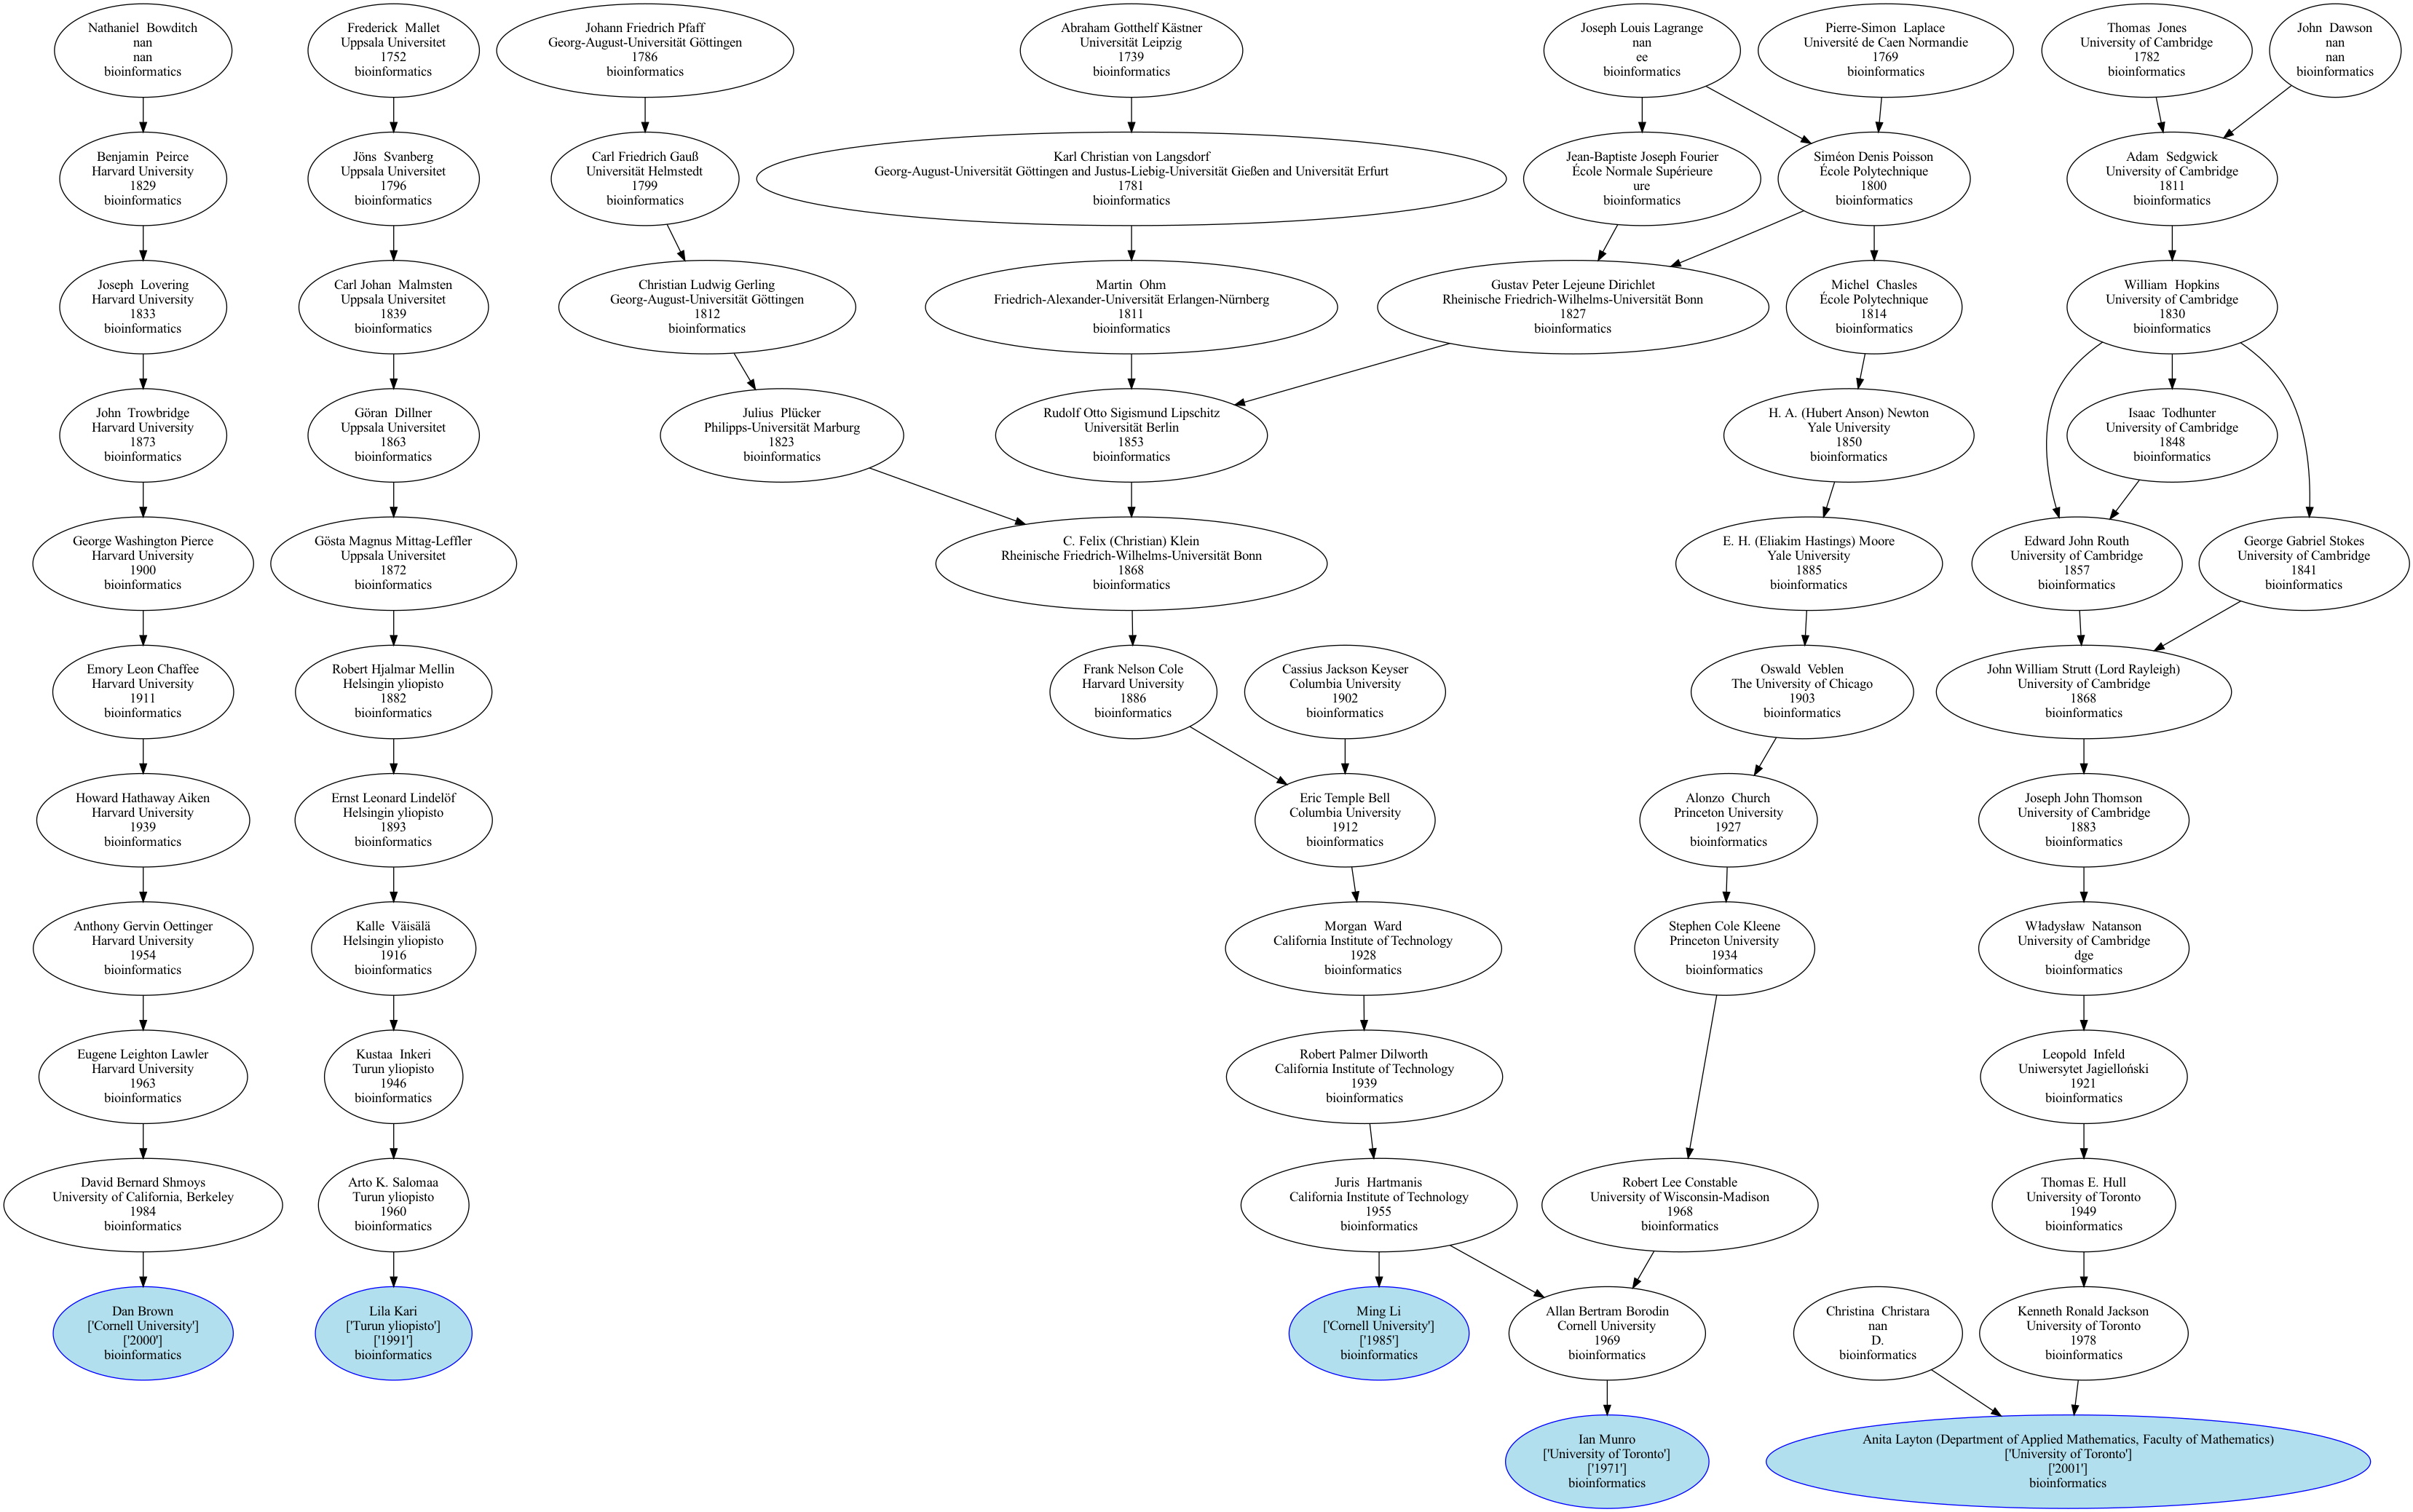 Nathaniel  Bowditch
nan
nan
bioinformatics
Frederick  Mallet
Uppsala Universitet
1752
bioinformatics
Johann Friedrich Pfaff
Georg-August-Universität Göttingen
1786
bioinformatics
Abraham Gotthelf Kästner
Universität Leipzig
1739
bioinformatics
Joseph Louis Lagrange
nan
ee
bioinformatics
Pierre-Simon  Laplace
Université de Caen Normandie
1769
bioinformatics
Thomas  Jones
University of Cambridge
1782
bioinformatics
John  Dawson
nan
nan
bioinformatics
Benjamin  Peirce
Harvard University
1829
bioinformatics
Jöns  Svanberg
Uppsala Universitet
1796
bioinformatics
Carl Friedrich Gauß
Universität Helmstedt
1799
bioinformatics
Karl Christian von Langsdorf
Georg-August-Universität Göttingen and Justus-Liebig-Universität Gießen and Universität Erfurt
1781
bioinformatics
Jean-Baptiste Joseph Fourier
École Normale Supérieure
ure
bioinformatics
Siméon Denis Poisson
École Polytechnique
1800
bioinformatics
Adam  Sedgwick
University of Cambridge
1811
bioinformatics
Joseph  Lovering
Harvard University
1833
bioinformatics
Carl Johan  Malmsten
Uppsala Universitet
1839
bioinformatics
Christian Ludwig Gerling
Georg-August-Universität Göttingen
1812
bioinformatics
Martin  Ohm
Friedrich-Alexander-Universität Erlangen-Nürnberg
1811
bioinformatics
Gustav Peter Lejeune Dirichlet
Rheinische Friedrich-Wilhelms-Universität Bonn
1827
bioinformatics
Michel  Chasles
École Polytechnique
1814
bioinformatics
William  Hopkins
University of Cambridge
1830
bioinformatics
John  Trowbridge
Harvard University
1873
bioinformatics
Göran  Dillner
Uppsala Universitet
1863
bioinformatics
Julius  Plücker
Philipps-Universität Marburg
1823
bioinformatics
Rudolf Otto Sigismund Lipschitz
Universität Berlin
1853
bioinformatics
H. A. (Hubert Anson) Newton
Yale University
1850
bioinformatics
Isaac  Todhunter
University of Cambridge
1848
bioinformatics
George Washington Pierce
Harvard University
1900
bioinformatics
Gösta Magnus Mittag-Leffler
Uppsala Universitet
1872
bioinformatics
C. Felix (Christian) Klein
Rheinische Friedrich-Wilhelms-Universität Bonn
1868
bioinformatics
E. H. (Eliakim Hastings) Moore
Yale University
1885
bioinformatics
Edward John Routh
University of Cambridge
1857
bioinformatics
George Gabriel Stokes
University of Cambridge
1841
bioinformatics
Emory Leon Chaffee
Harvard University
1911
bioinformatics
Robert Hjalmar Mellin
Helsingin yliopisto
1882
bioinformatics
Frank Nelson Cole
Harvard University
1886
bioinformatics
Cassius Jackson Keyser
Columbia University
1902
bioinformatics
Oswald  Veblen
The University of Chicago
1903
bioinformatics
John William Strutt (Lord Rayleigh)
University of Cambridge
1868
bioinformatics
Howard Hathaway Aiken
Harvard University
1939
bioinformatics
Ernst Leonard Lindelöf
Helsingin yliopisto
1893
bioinformatics
Eric Temple Bell
Columbia University
1912
bioinformatics
Alonzo  Church
Princeton University
1927
bioinformatics
Joseph John Thomson
University of Cambridge
1883
bioinformatics
Anthony Gervin Oettinger
Harvard University
1954
bioinformatics
Kalle  Väisälä
Helsingin yliopisto
1916
bioinformatics
Morgan  Ward
California Institute of Technology
1928
bioinformatics
Stephen Cole Kleene
Princeton University
1934
bioinformatics
Władysław  Natanson
University of Cambridge
dge
bioinformatics
Eugene Leighton Lawler
Harvard University
1963
bioinformatics
Kustaa  Inkeri
Turun yliopisto
1946
bioinformatics
Robert Palmer Dilworth
California Institute of Technology
1939
bioinformatics
Leopold  Infeld
Uniwersytet Jagielloński
1921
bioinformatics
David Bernard Shmoys
University of California, Berkeley
1984
bioinformatics
Arto K. Salomaa
Turun yliopisto
1960
bioinformatics
Juris  Hartmanis
California Institute of Technology
1955
bioinformatics
Robert Lee Constable
University of Wisconsin-Madison
1968
bioinformatics
Thomas E. Hull
University of Toronto
1949
bioinformatics
Dan Brown
['Cornell University']
['2000']
bioinformatics
Lila Kari
['Turun yliopisto']
['1991']
bioinformatics
Ming Li
['Cornell University']
['1985']
bioinformatics
Allan Bertram Borodin
Cornell University
1969
bioinformatics
Christina  Christara
nan
D.
bioinformatics
Kenneth Ronald Jackson
University of Toronto
1978
bioinformatics
Ian Munro
['University of Toronto']
['1971']
bioinformatics
Anita Layton (Department of Applied Mathematics, Faculty of Mathematics)
['University of Toronto']
['2001']
bioinformatics